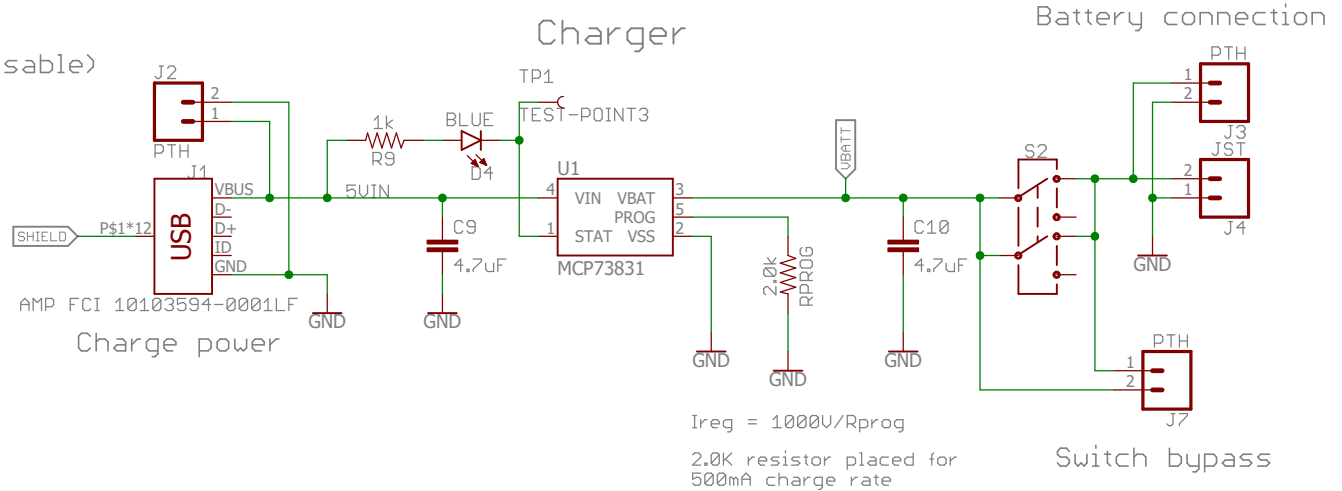 Battery connection
Charger
sable)
J2
2
1
PTH
TP1
TEST-POINT3
1k
R9
BLUE
D4
VBATT
PTH
1
2
J3
JST
2
1
J4
GND
S2
J1
VBUS
D-
D+
ID
GND
USB
P$1*12
SHIELD
5VIN
AMP FCI 10103594-0001LF
Charge power
GND
C9
4.7uF
GND
U1
4 VIN VBAT 3
PROG 5
1 STAT VSS 2
MCP73831
2.0k
RPROG
GND
GND
C10
4.7uF
GND
PTH
1
2
J7
Switch bypass
Ireg = 1000V/Rprog
2.0K resistor placed for
500mA charge rate